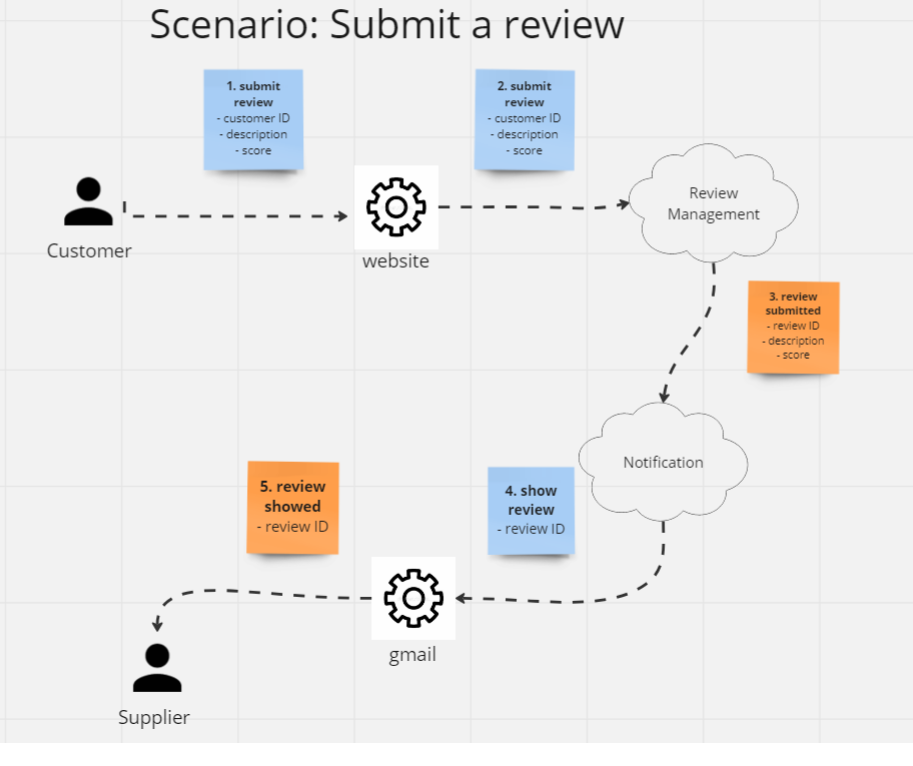 Scenario: Submit a review
1. submit
review
- customer ID
- description
- score
2. submit
review
- customer ID
- description
- score
Customer
website
Review
Management
3. review
submitted
- review ID
- description
- score
Notification
4. show
review
- review ID
5. review
showed
- review ID
gmail
Supplier